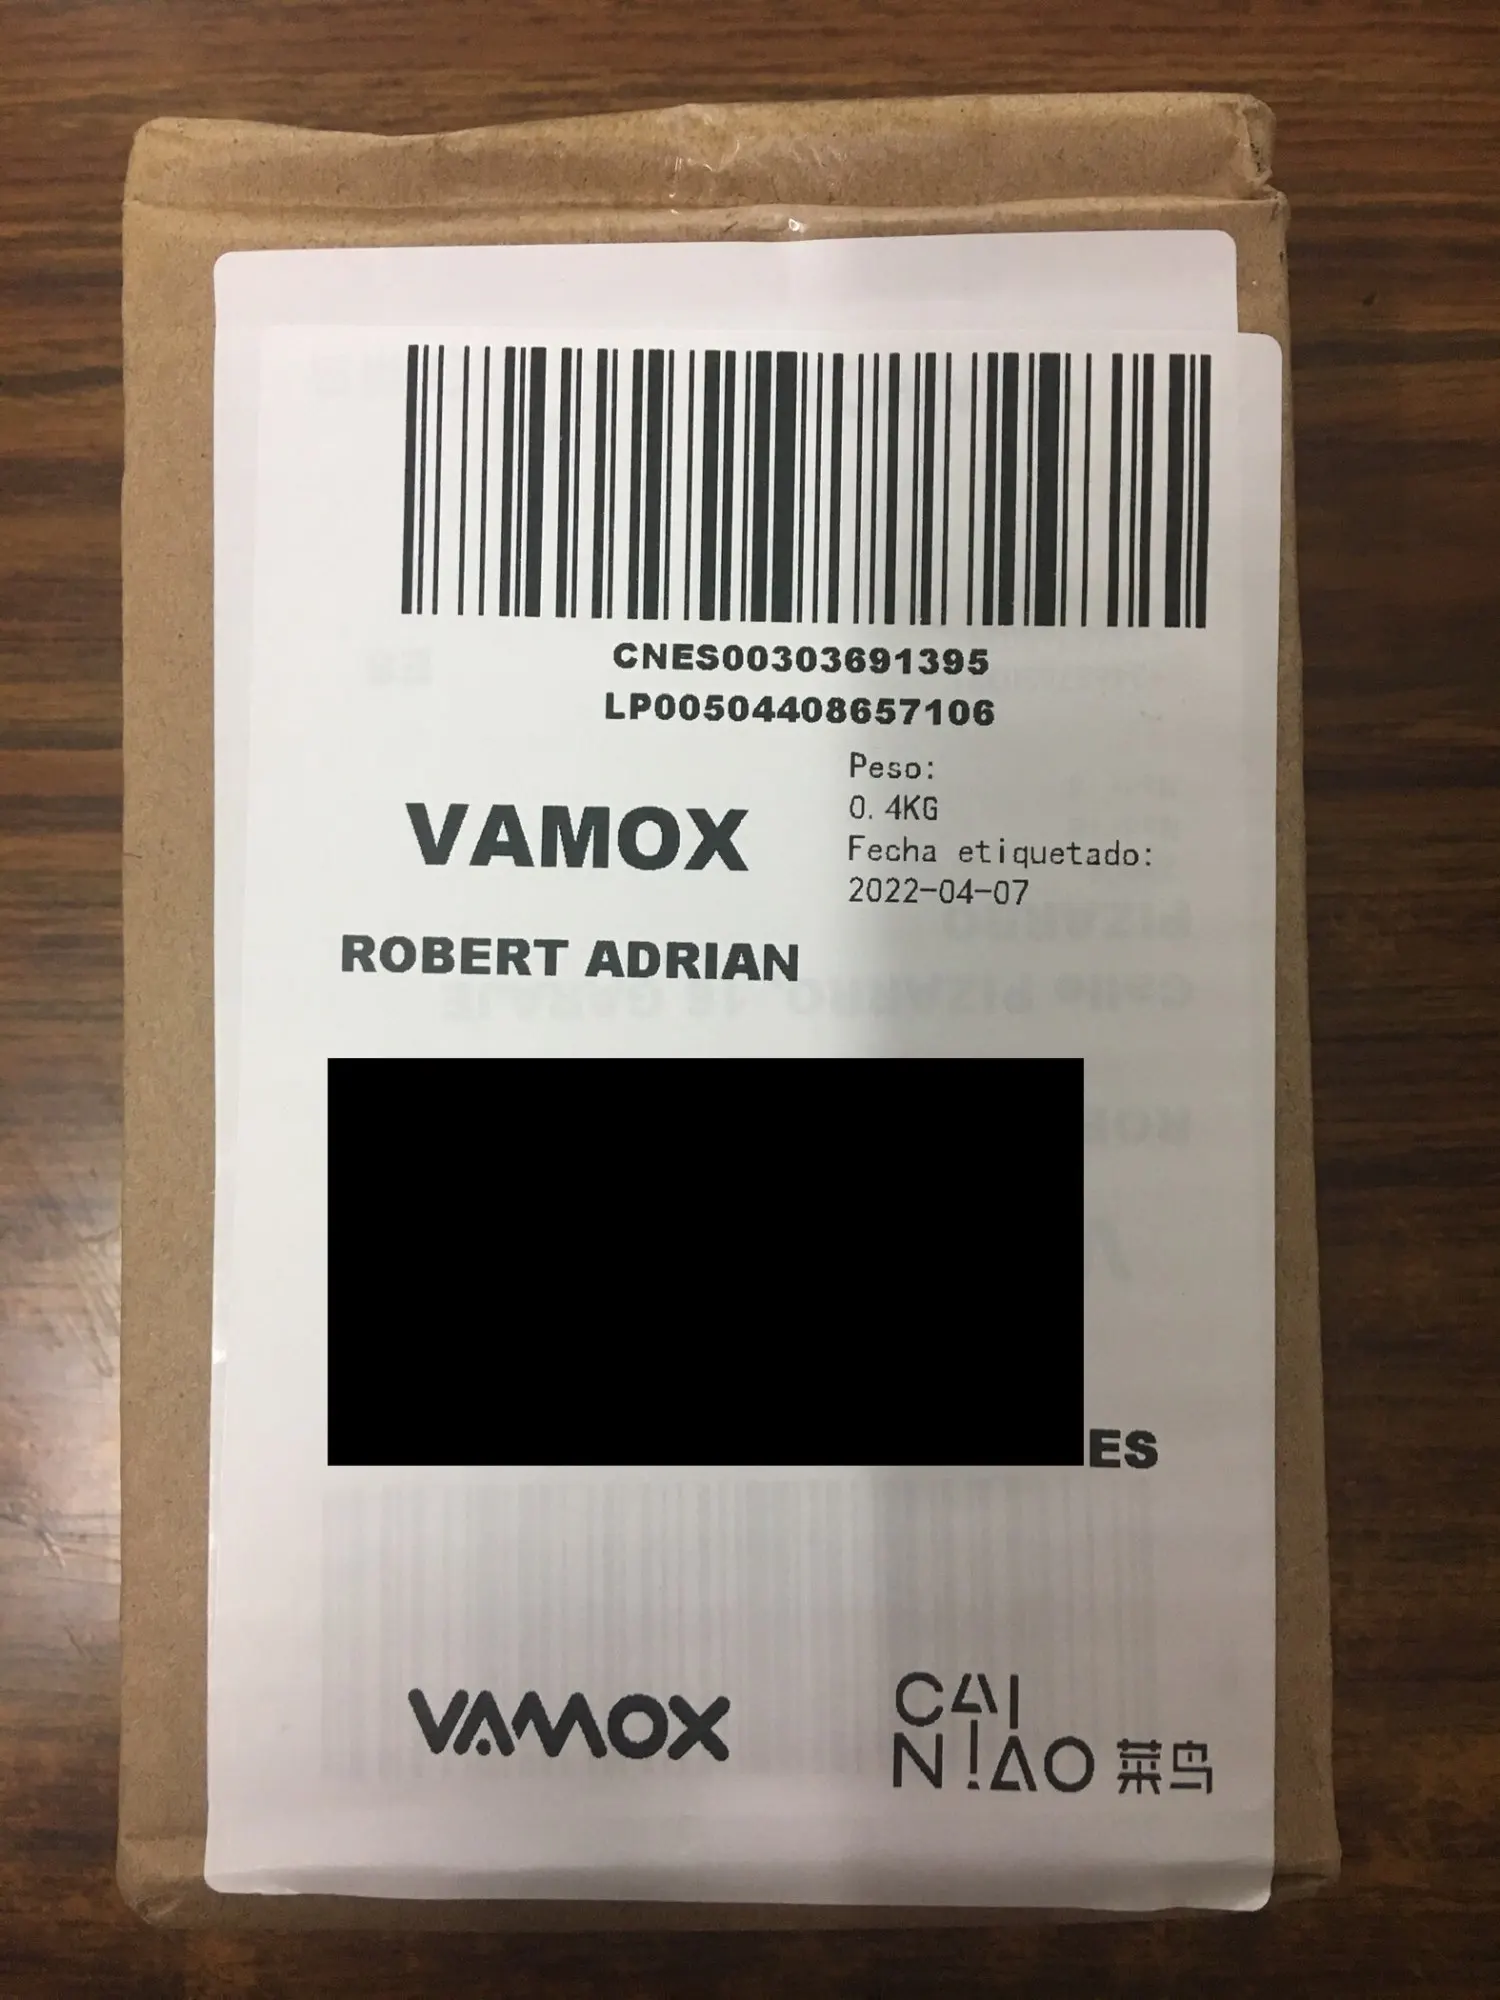 CNES00303691395
LP00504408657106
Peso:
0.4KG
Fecha etiquetado:
2022-04-07
VAMOX
ROBERT ADRIAN
ES
VAMOX
CAI
NIAO 菜鸟